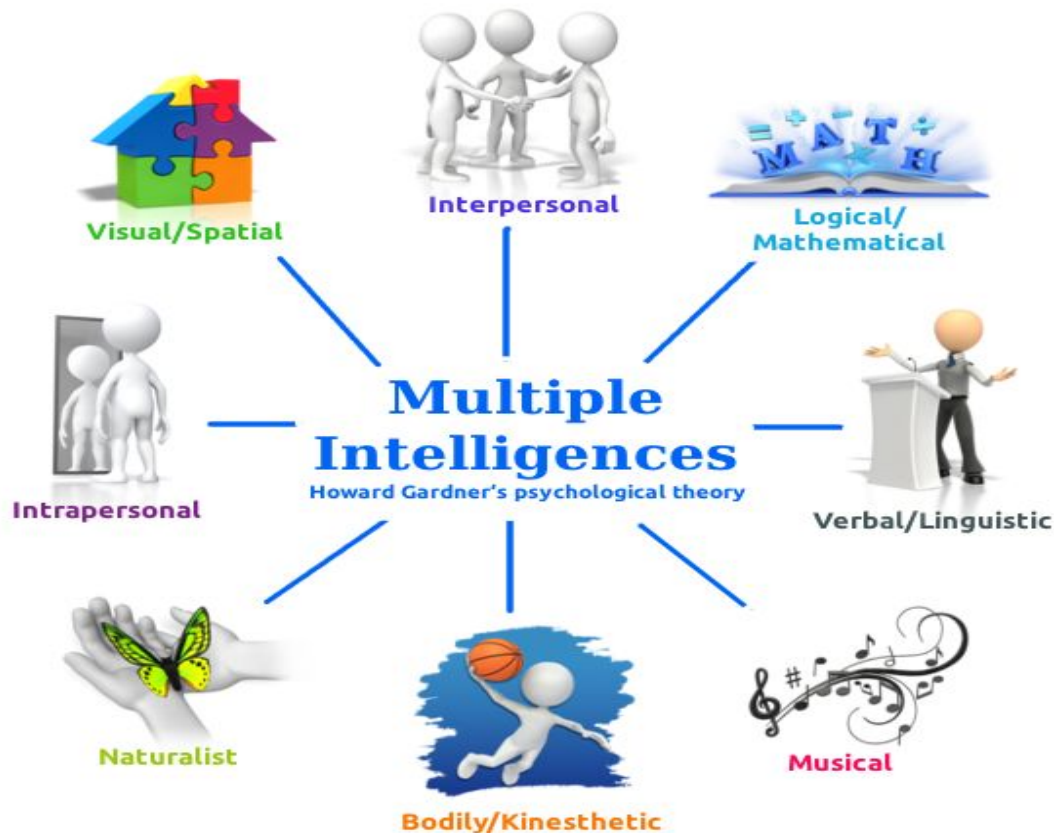 Interpersonal
Visual/Spatial
MATH
Logical/
Mathematical
Multiple
Intelligences
Howard Gardner's psychological theory
Intrapersonal
Verbal/Linguistic
Naturalist
Musical
Bodily/Kinesthetic